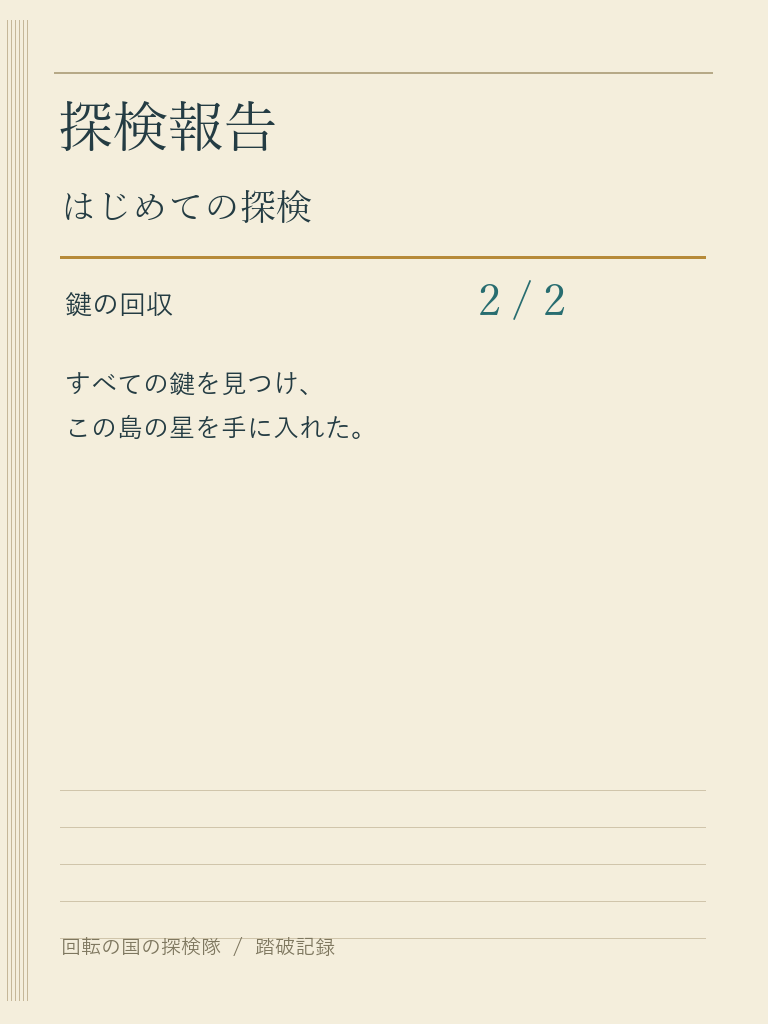 探検報告
はじめての探検
鍵の回収 2 / 2
すべての鍵を見つけ、
この島の星を手に入れた。
回転の国の探検隊 / 踏破記録